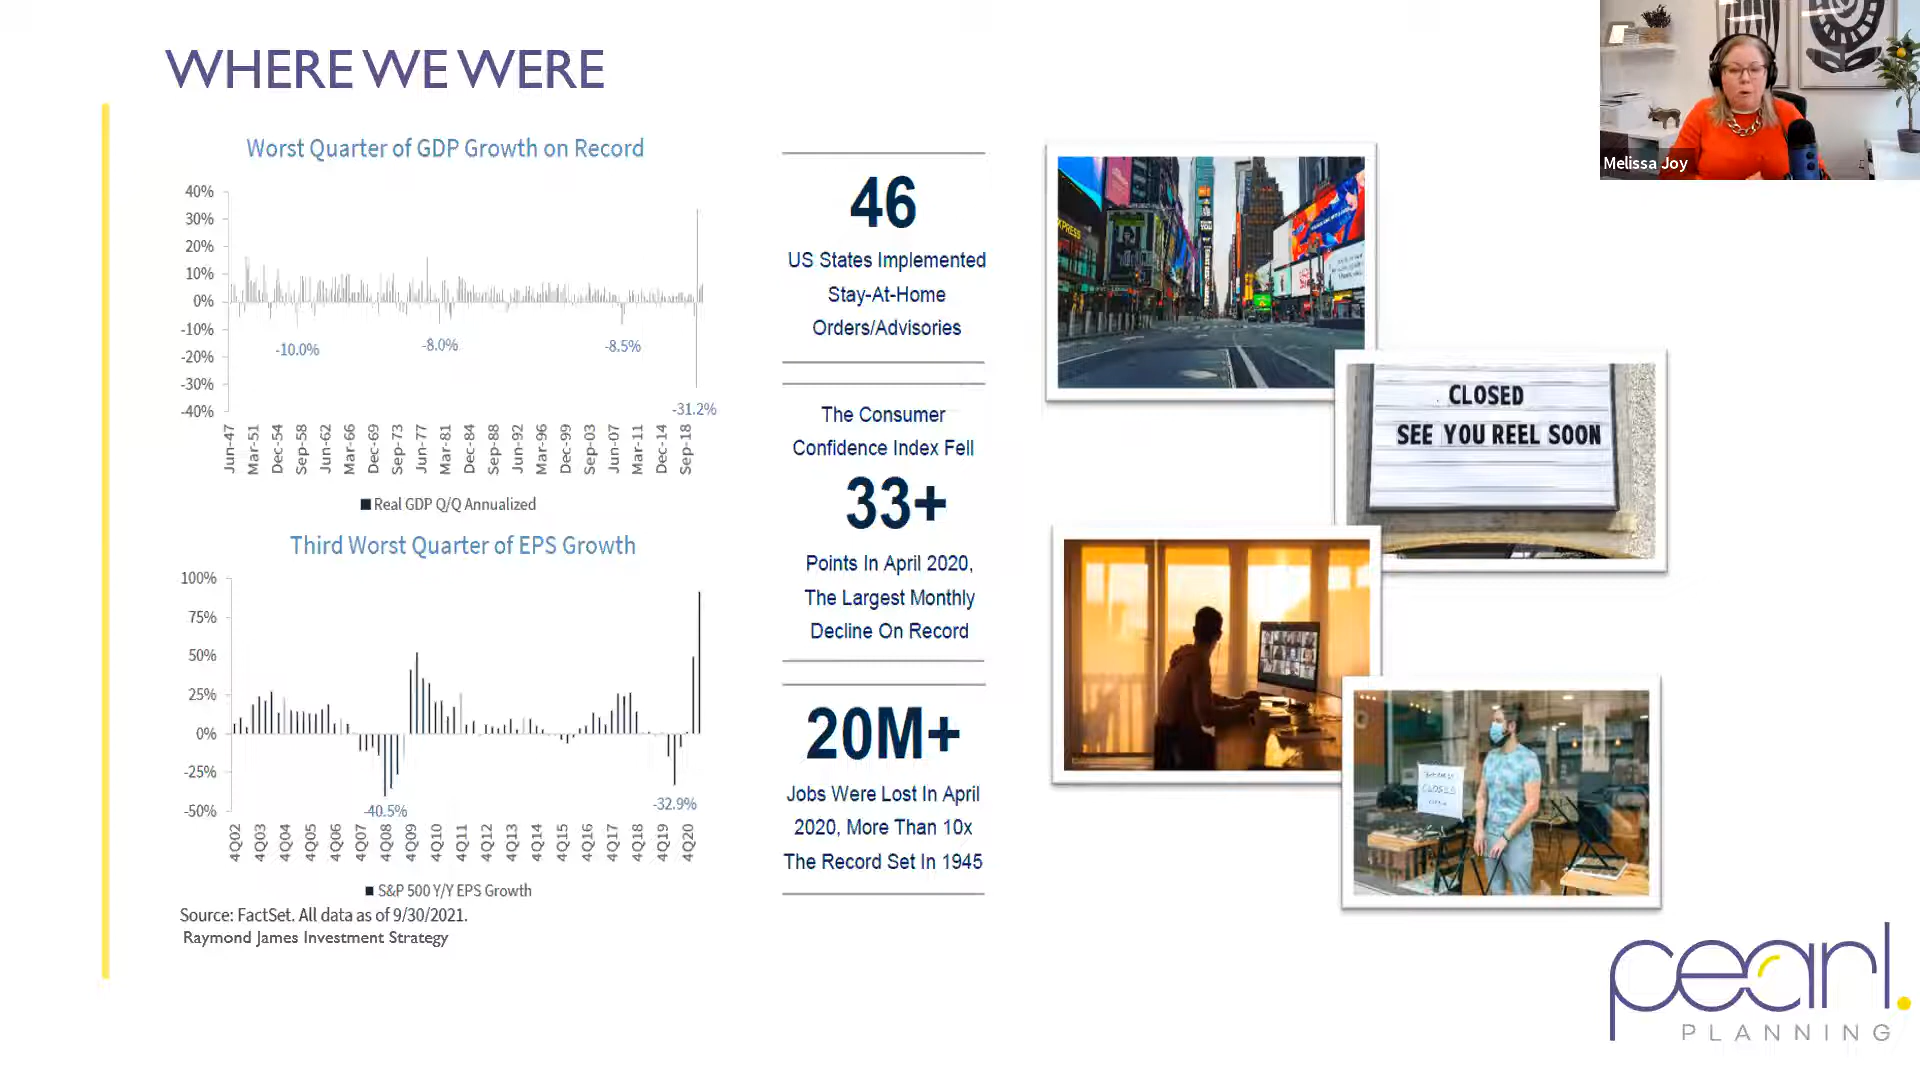 WHERE WE WERE
Worst Quarter of GDP Growth on Record
40%
30%
20%
10%
0%
-10%
-20%
-30%
-40%
-10.0%
-8.0%
-8.5%
-31.2%
Jun-47
Mar-51
Dec-54
Sep-58
Jun-62
Mar-66
Dec-69
Sep-73
Jun-77
Mar-81
Dec-84
Sep-88
Jun-92
Mar-96
Dec-99
Sep-03
Jun-07
Mar-11
Dec-14
Sep-18
Real GDP Q/Q Annualized
Third Worst Quarter of EPS Growth
100%
75%
50%
25%
0%
-25%
-50%
-40.5%
-32.9%
4Q02
4Q03
4Q04
4Q05
4Q06
4Q07
4Q08
4Q09
4Q10
4Q11
4Q12
4Q13
4Q14
4Q15
4Q16
4Q17
4Q18
4Q19
4Q20
S&P 500 Y/Y EPS Growth
Source: FactSet. All data as of 9/30/2021.
Raymond James Investment Strategy
46
US States Implemented
Stay-At-Home
Orders/Advisories
The Consumer
Confidence Index Fell
33+
Points In April 2020,
The Largest Monthly
Decline On Record
20M+
Jobs Were Lost In April
2020, More Than 10x
The Record Set In 1945
EXPRESS
CLOSED
SEE YOU REEL SOON
CLOSED
Melissa Joy
pearl.
PLANNING